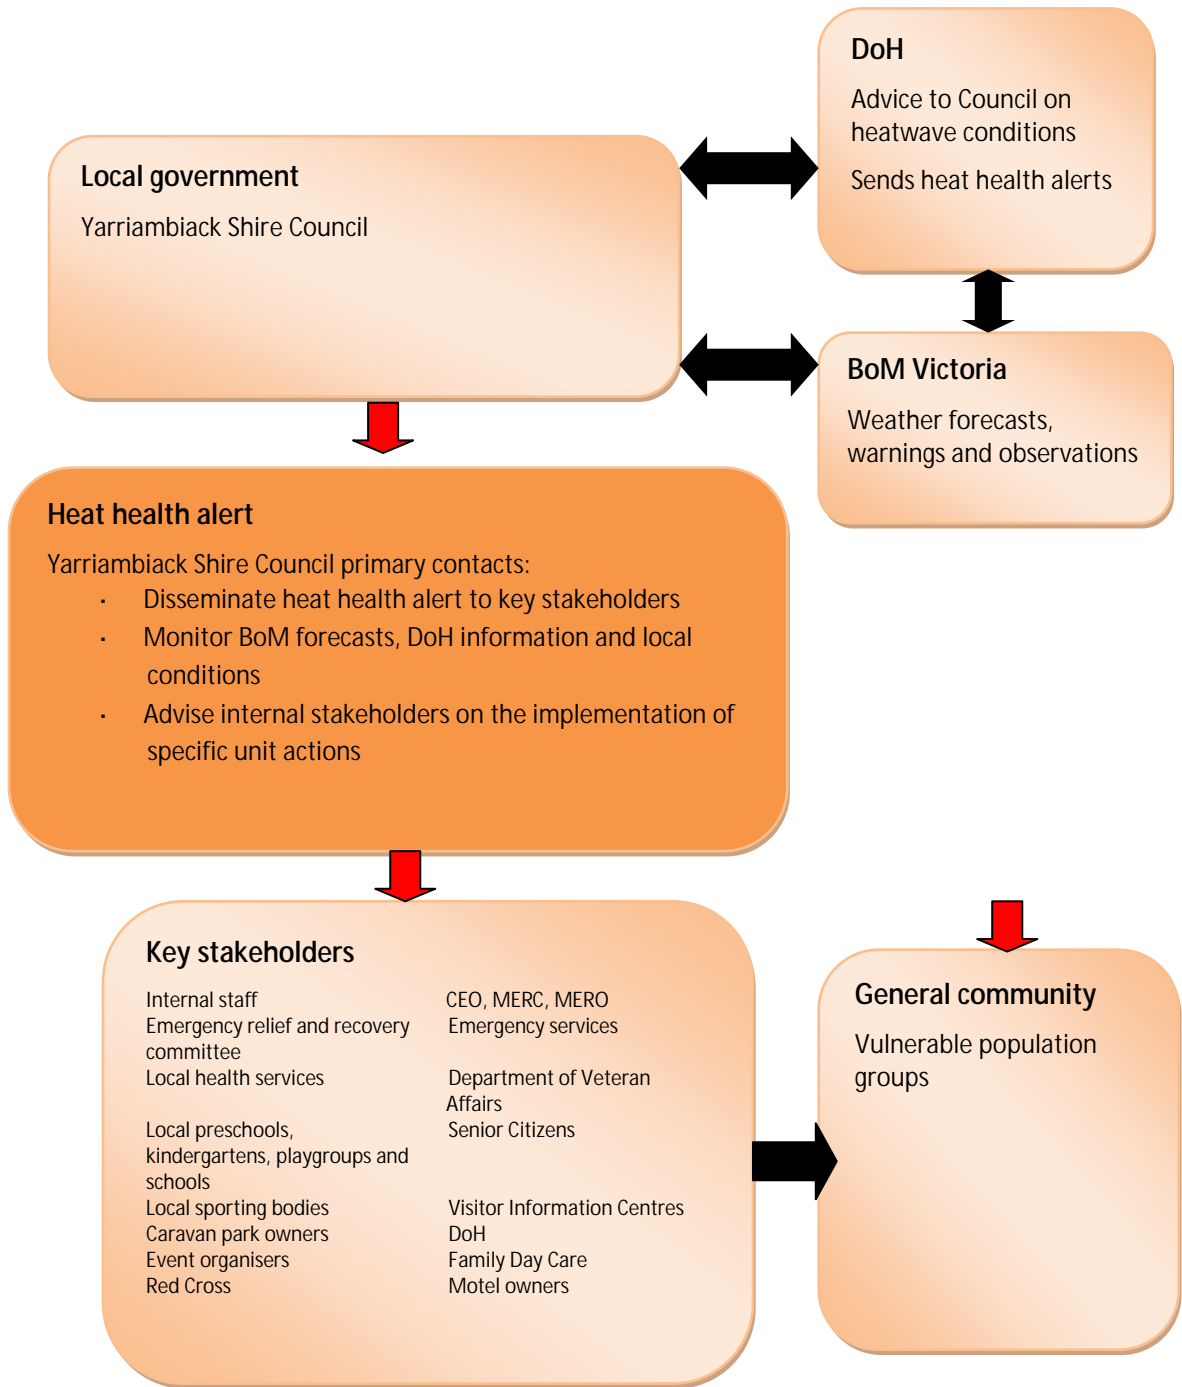 DoH
Advice to Council on
heatwave conditions
Sends heat health alerts
Local government
Yarriambiack Shire Council
BoM Victoria
Weather forecasts,
warnings and observations
Heat health alert
Yarriambiack Shire Council primary contacts:
· Disseminate heat health alert to key stakeholders
· Monitor BoM forecasts, DoH information and local
conditions
· Advise internal stakeholders on the implementation of
specific unit actions
Key stakeholders
Internal staff CEO, MERC, MERO
Emergency relief and recovery Emergency services
committee
Local health services Department of Veteran
Affairs
Local preschools, Senior Citizens
kindergartens, playgroups and
schools
Local sporting bodies Visitor Information Centres
Caravan park owners DoH
Event organisers Family Day Care
Red Cross Motel owners
General community
Vulnerable population
groups